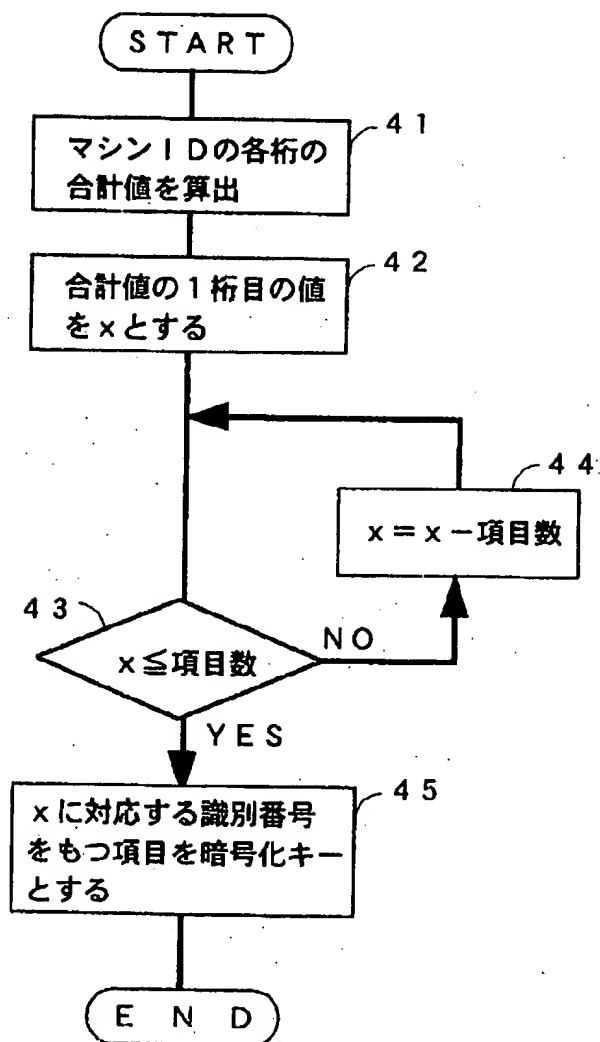 START
41
マシンIDの各桁の
合計値を算出
42
合計値の1桁目の値
をxとする
44
x=x-項目数
43
x≦項目数
NO
YES
45
xに対応する識別番号
をもつ項目を暗号化キー
とする
END